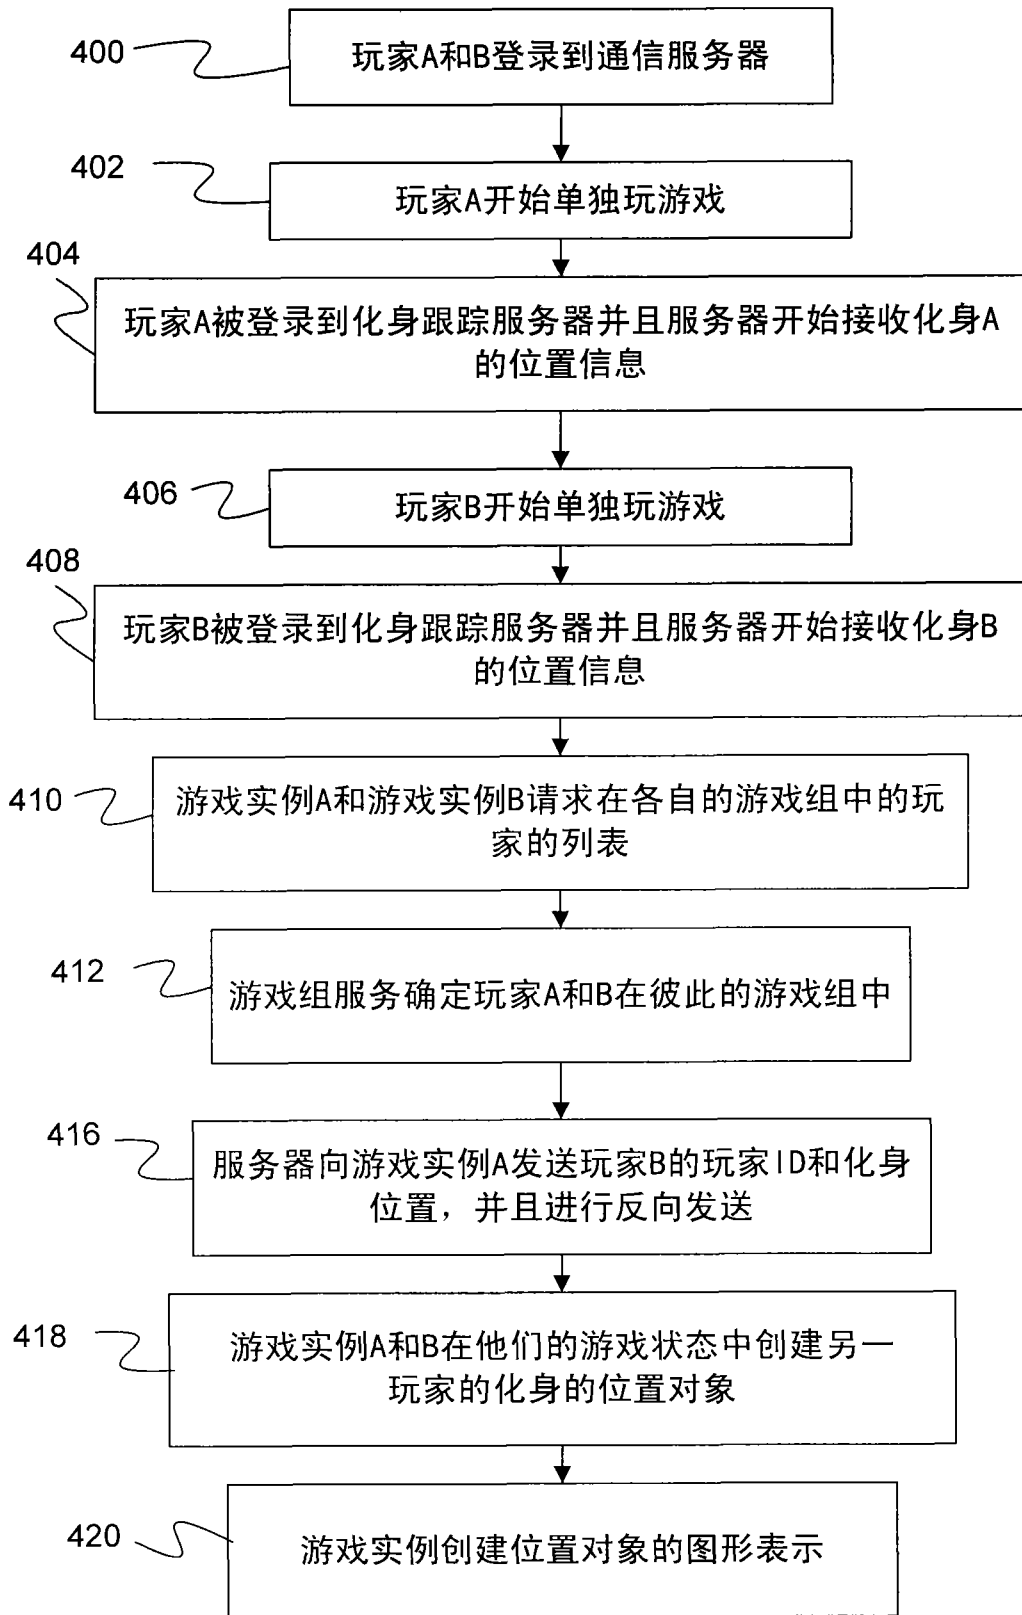 400
玩家A和B登录到通信服务器
402
玩家A开始单独玩游戏
404
玩家A被登录到化身跟踪服务器并且服务器开始接收化身A
的位置信息
406
玩家B开始单独玩游戏
408
玩家B被登录到化身跟踪服务器并且服务器开始接收化身B
的位置信息
410
游戏实例A和游戏实例B请求在各自的游戏组中的玩
家的列表
412
游戏组服务确定玩家A和B在彼此的游戏组中
416
服务器向游戏实例A发送玩家B的玩家ID和化身
位置，并且进行反向发送
418
游戏实例A和B在他们的游戏状态中创建另一
玩家的化身的位置对象
420
游戏实例创建位置对象的图形表示